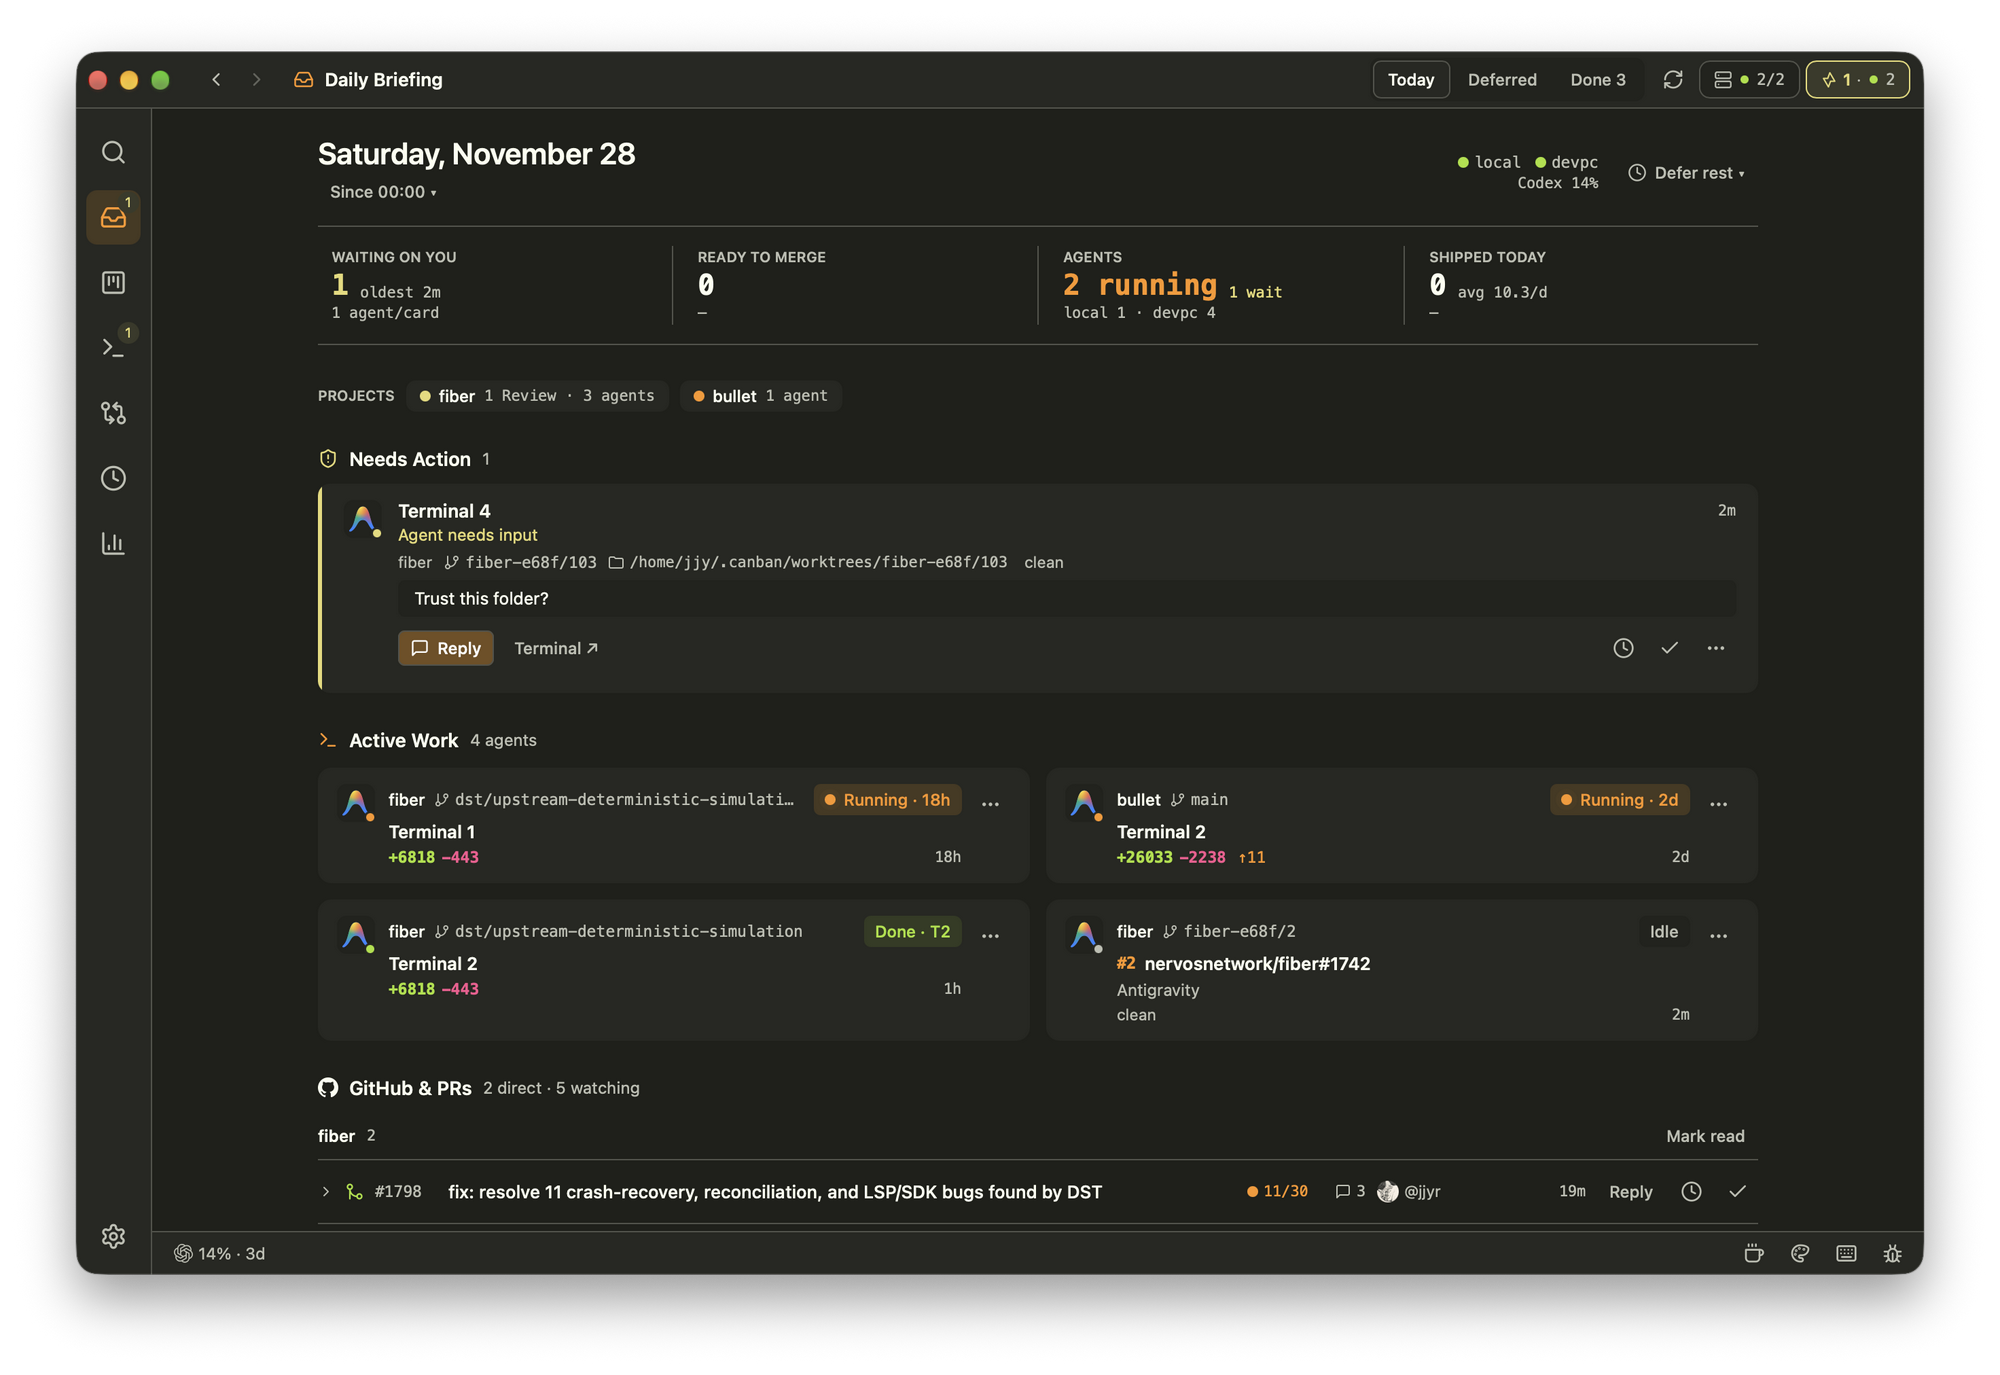 Daily Briefing
Today Deferred Done 3 2/2 1 · 2
Saturday, November 28
Since 00:00
local devpc
Codex 14%
Defer rest
1
1
WAITING ON YOU
1 oldest 2m
1 agent/card
READY TO MERGE
0
–
AGENTS
2 running 1 wait
local 1 · devpc 4
SHIPPED TODAY
0 avg 10.3/d
–
PROJECTS fiber 1 Review · 3 agents bullet 1 agent
Needs Action 1
Terminal 4 2m
Agent needs input
fiber fiber-e68f/103 /home/jjy/.canban/worktrees/fiber-e68f/103 clean
Trust this folder?
Reply Terminal ↗
Active Work 4 agents
fiber dst/upstream-deterministic-simulati… Running · 18h
Terminal 1
+6818 −443 18h
bullet main Running · 2d
Terminal 2
+26033 −2238 ↑11 2d
fiber dst/upstream-deterministic-simulation Done · T2
Terminal 2
+6818 −443 1h
fiber fiber-e68f/2 Idle
#2 nervosnetwork/fiber#1742
Antigravity
clean 2m
GitHub & PRs 2 direct · 5 watching
fiber 2 Mark read
#1798 fix: resolve 11 crash-recovery, reconciliation, and LSP/SDK bugs found by DST 11/30 3 @jjyr 19m Reply
14% · 3d